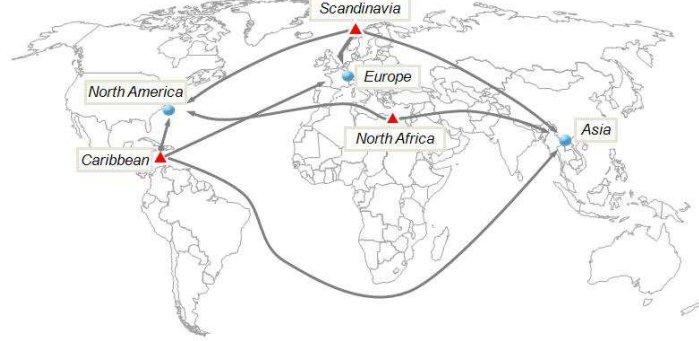 Scandinavia
North America
Europe
Asia
North Africa
Caribbean